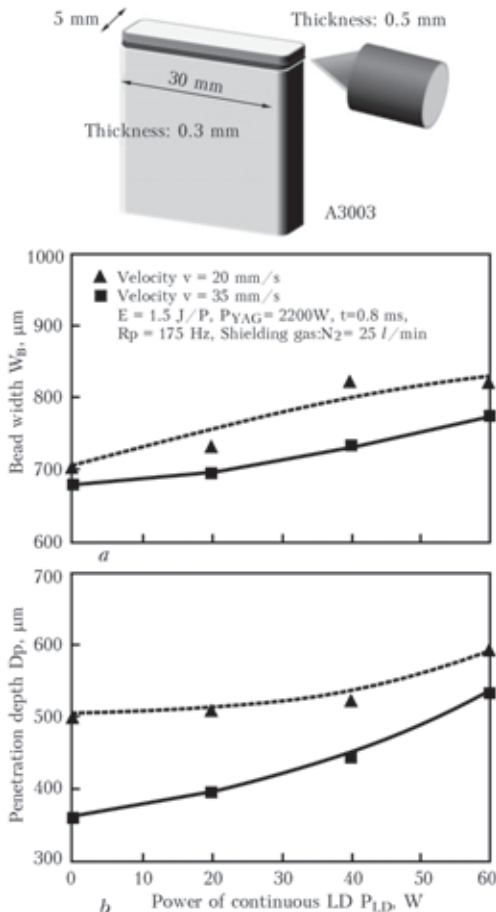 5 mm
Thickness: 0.5 mm
30 mm
Thickness: 0.3 mm
A3003
1000
900
800
700
600
Bead width W_B, μm
▲ Velocity v = 20 mm/s
■ Velocity v = 35 mm/s
E = 1.5 J/P, P_YAG= 2200W, t=0.8 ms,
Rp = 175 Hz, Shielding gas:N₂= 25 l/min
a
700
600
500
400
300
Penetration depth Dp, μm
0 10 20 30 40 50 60
b Power of continuous LD P_LD, W